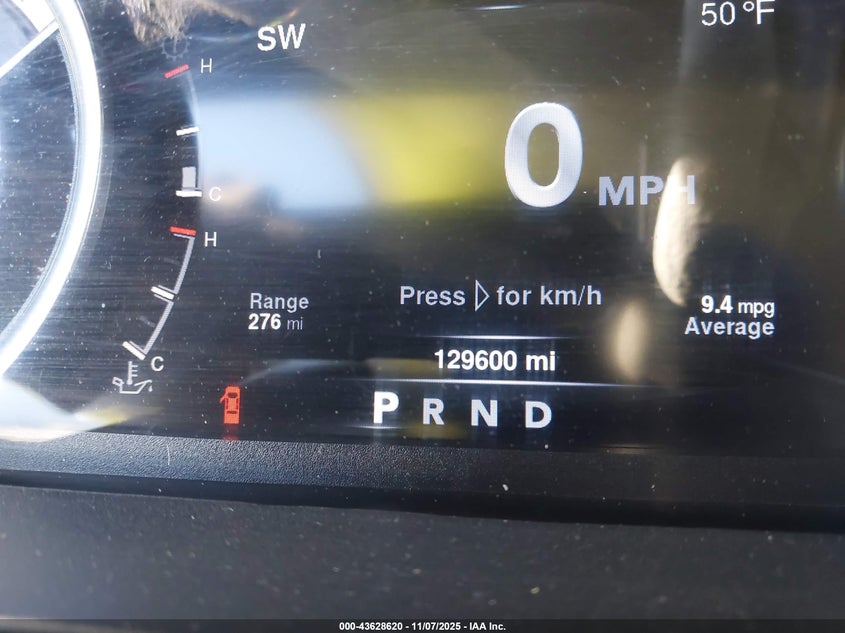 50 °F
SW
H
0 MPH
C
H
Press ▷ for km/h
Range
276 mi
9.4 mpg
Average
129600 mi
C
P R N D
000-43628620 - 11/07/2025 - IAA Inc.